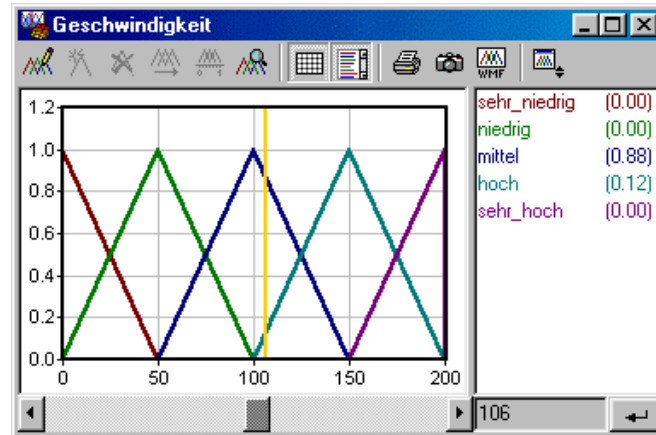 Geschwindigkeit
WMF
1.2
1.0
0.8
0.6
0.4
0.2
0.0
0 50 100 150 200
sehr_niedrig (0.00)
niedrig (0.00)
mittel (0.88)
hoch (0.12)
sehr_hoch (0.00)
106